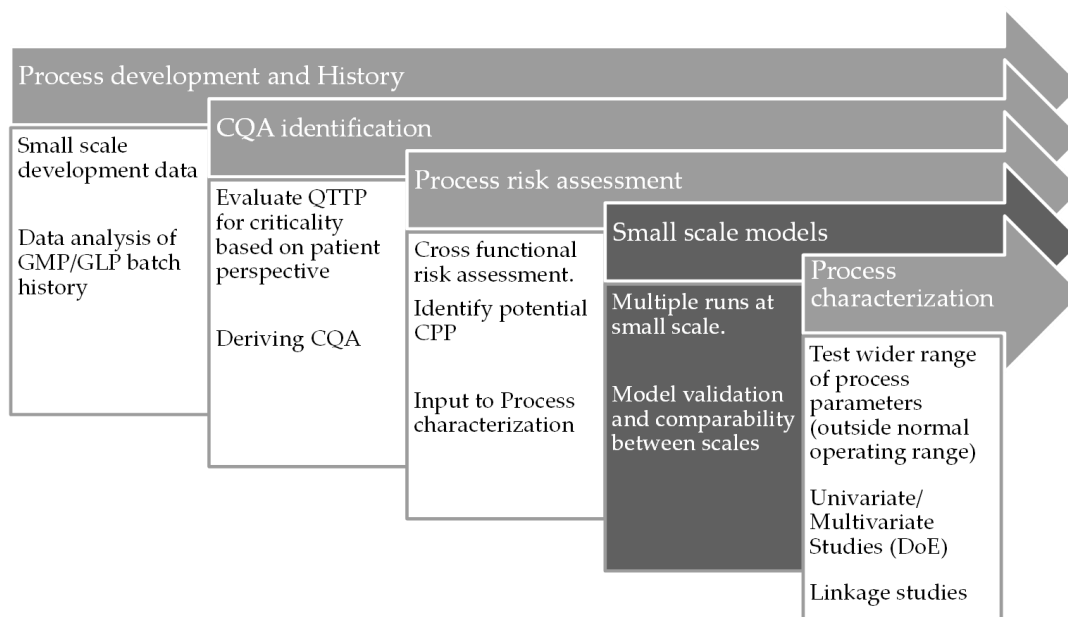 Process development and History
Small scale
development data
Data analysis of
GMP/GLP batch
history
CQA identification
Evaluate QTTP
for criticality
based on patient
perspective
Deriving CQA
Process risk assessment
Cross functional
risk assessment.
Identify potential
CPP
Input to Process
characterization
Small scale models
Multiple runs at
small scale.
Model validation
and comparability
between scales
Process
characterization
Test wider range
of process
parameters
(outside normal
operating range)
Univariate/
Multivariate
Studies (DoE)
Linkage studies